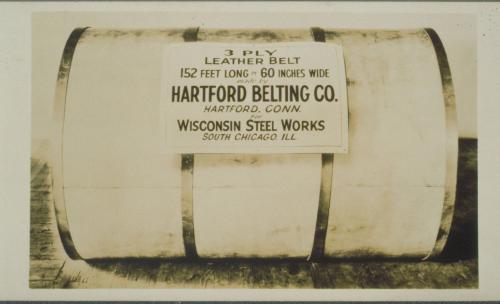 3 PLY
LEATHER BELT
152 FEET LONG - 60 INCHES WIDE
made by
HARTFORD BELTING CO.
HARTFORD, CONN.
for
WISCONSIN STEEL WORKS
SOUTH CHICAGO. ILL.